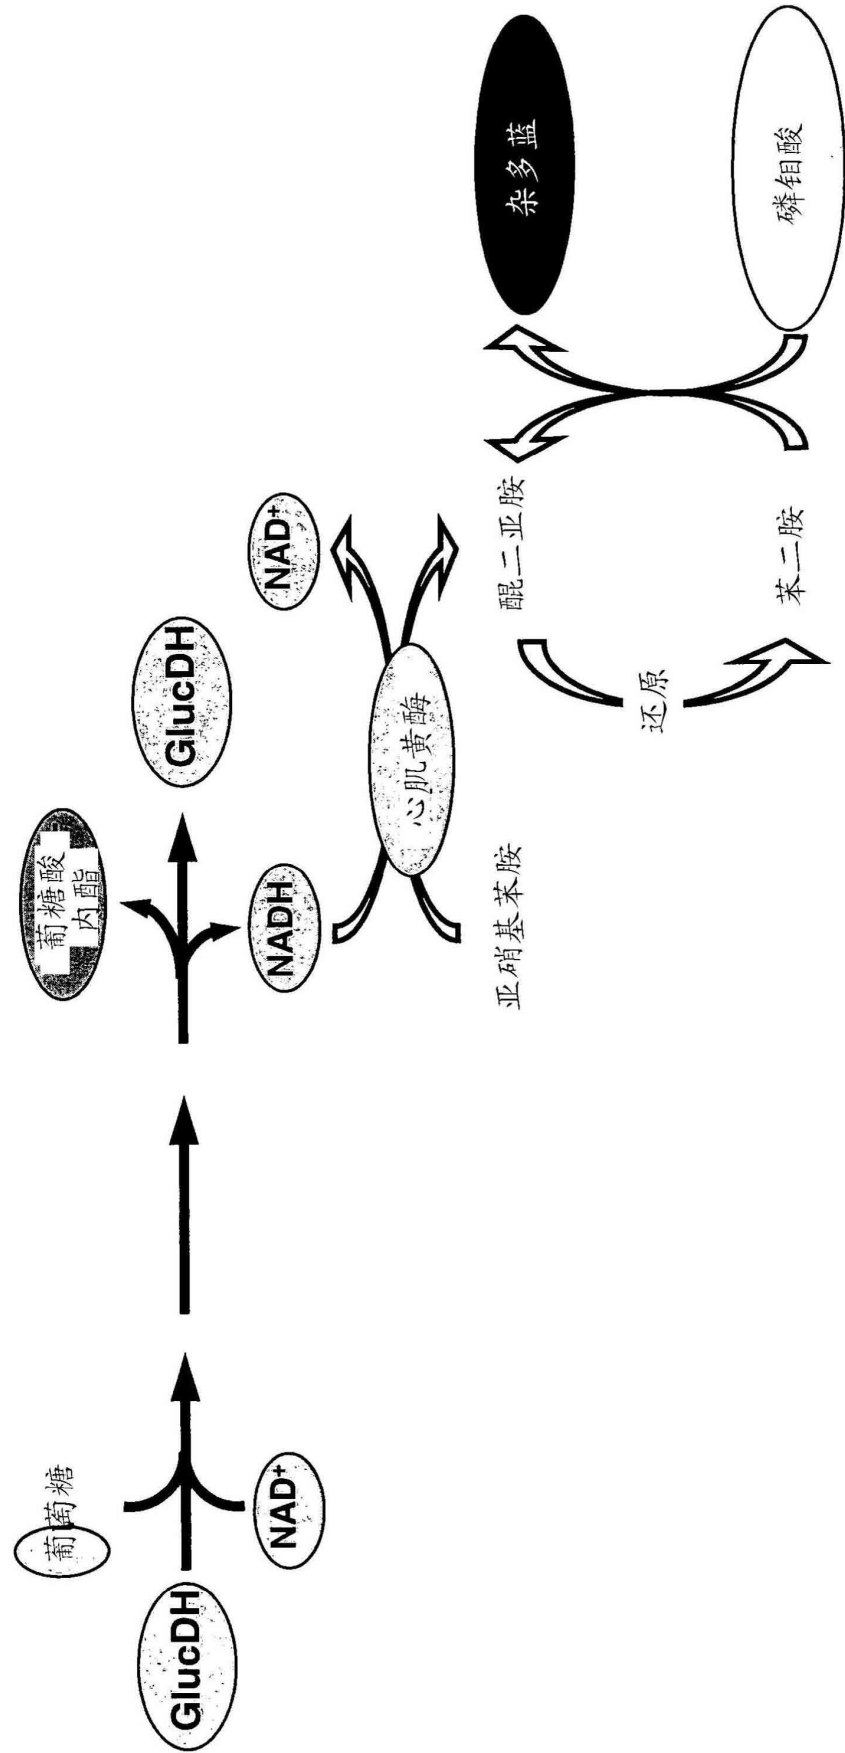 GlucDH
葡萄糖
NAD+
葡糖酸
内酯
NADH
GlucDH
NAD+
心肌黄酶
亚硝基苯胺
醌二亚胺
还原
苯二胺
杂多蓝
磷钼酸